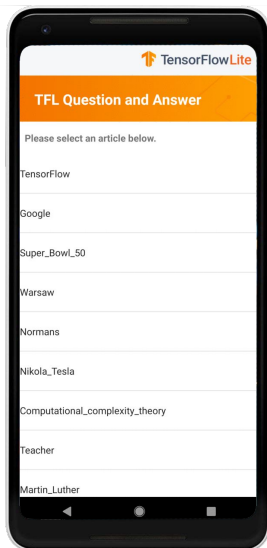 TensorFlowLite
TFL Question and Answer
Please select an article below.
TensorFlow
Google
Super_Bowl_50
Warsaw
Normans
Nikola_Tesla
Computational_complexity_theory
Teacher
Martin_Luther